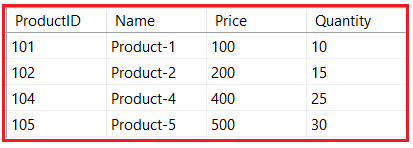 ProductID Name Price Quantity
101 Product-1 100 10
102 Product-2 200 15
104 Product-4 400 25
105 Product-5 500 30